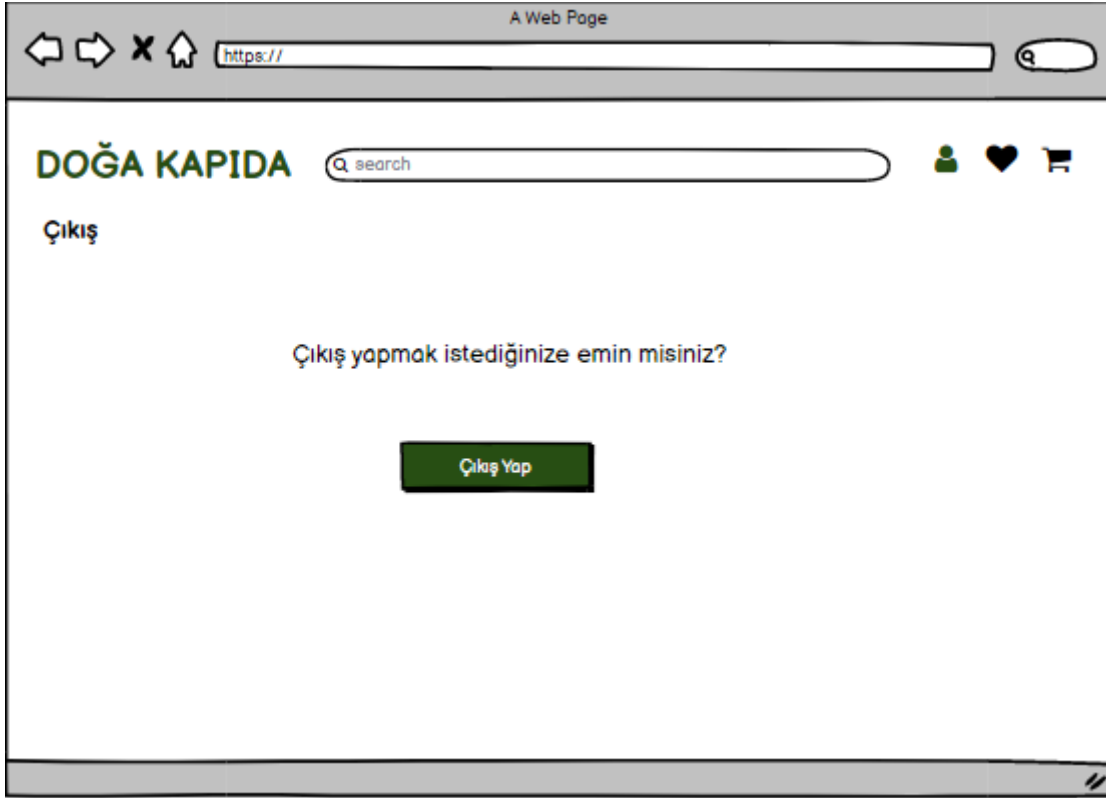 A Web Page
https://
DOĞA KAPIDA
search
Çıkış
Çıkış yapmak istediğinize emin misiniz?
Çıkış Yap